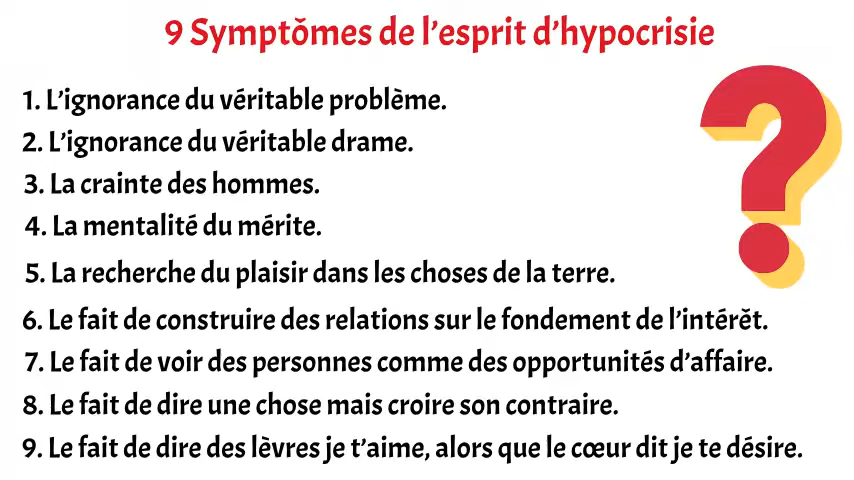 9 Symptǒmes de l’esprit d’hypocrisie
1. L’ignorance du véritable problème.
2. L’ignorance du véritable drame.
3. La crainte des hommes.
4. La mentalité du mérite.
5. La recherche du plaisir dans les choses de la terre.
6. Le fait de construire des relations sur le fondement de l’intérět.
7. Le fait de voir des personnes comme des opportunités d’affaire.
8. Le fait de dire une chose mais croire son contraire.
9. Le fait de dire des lèvres je t’aime, alors que le cœur dit je te désire.